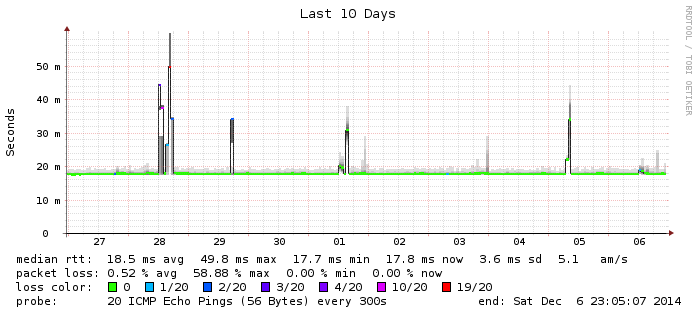 Last 10 Days
RRDTOOL / TOBI OETIKER
Seconds
50 m
40 m
30 m
20 m
10 m
0
27 28 29 30 01 02 03 04 05 06
median rtt: 18.5 ms avg 49.8 ms max 17.7 ms min 17.8 ms now 3.6 ms sd 5.1 am/s
packet loss: 0.52 % avg 58.88 % max 0.00 % min 0.00 % now
loss color: 0 1/20 2/20 3/20 4/20 10/20 19/20
probe: 20 ICMP Echo Pings (56 Bytes) every 300s end: Sat Dec 6 23:05:07 2014